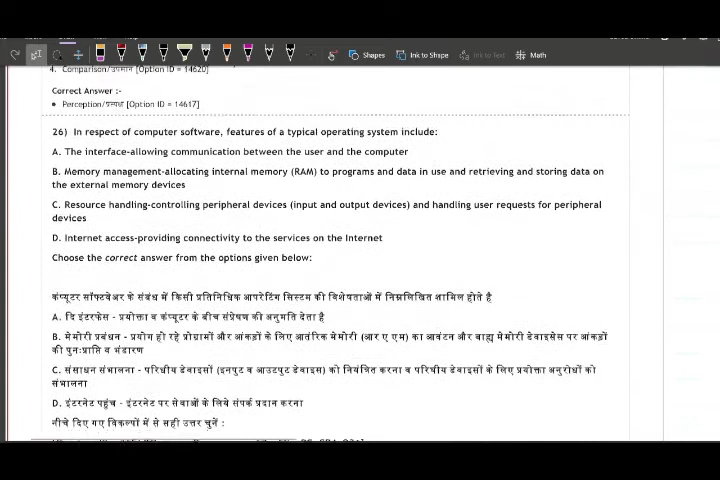 Shapes
Ink to Shape
Ink to Text
Math
4. Comparison/उपमान [Option ID = 14620]
Correct Answer :-
• Perception/प्रत्यक्ष [Option ID = 14617]
26) In respect of computer software, features of a typical operating system include:
A. The interface-allowing communication between the user and the computer
B. Memory management-allocating internal memory (RAM) to programs and data in use and retrieving and storing data on
the external memory devices
C. Resource handling-controlling peripheral devices (input and output devices) and handling user requests for peripheral
devices
D. Internet access-providing connectivity to the services on the Internet
Choose the correct answer from the options given below:
कंप्यूटर सॉफ्टवेअर के संबंध में किसी प्रतिनिधिक आपरेटिंग सिस्टम की विशेषताओं में निम्नलिखित शामिल होते है
A. दि इंटरफेस - प्रयोक्ता व कंप्यूटर के बीच संप्रेषण की अनुमति देता है
B. मेमोरी प्रबंधन - प्रयोग हो रहे प्रोग्रामों और आंकड़ों के लिए आतंरिक मेमोरी (आर ए एम) का आवंटन और बाह्य मेमोरी डेवाइसेस पर आंकड़ों
की पुनःप्राप्ति व भंडारण
C. संसाधन संभालना - परिधीय डेवाइसों (इनपुट व आउटपुट डेवाइस) को नियंत्रित करना व परिधीय डेवाइसों के लिए प्रयोक्ता अनुरोधों को
संभालना
D. इंटरनेट पहुंच - इंटरनेट पर सेवाओं के लिये संपर्क प्रदान करना
नीचे दिए गए विकल्पों में से सही उत्तर चुनें :